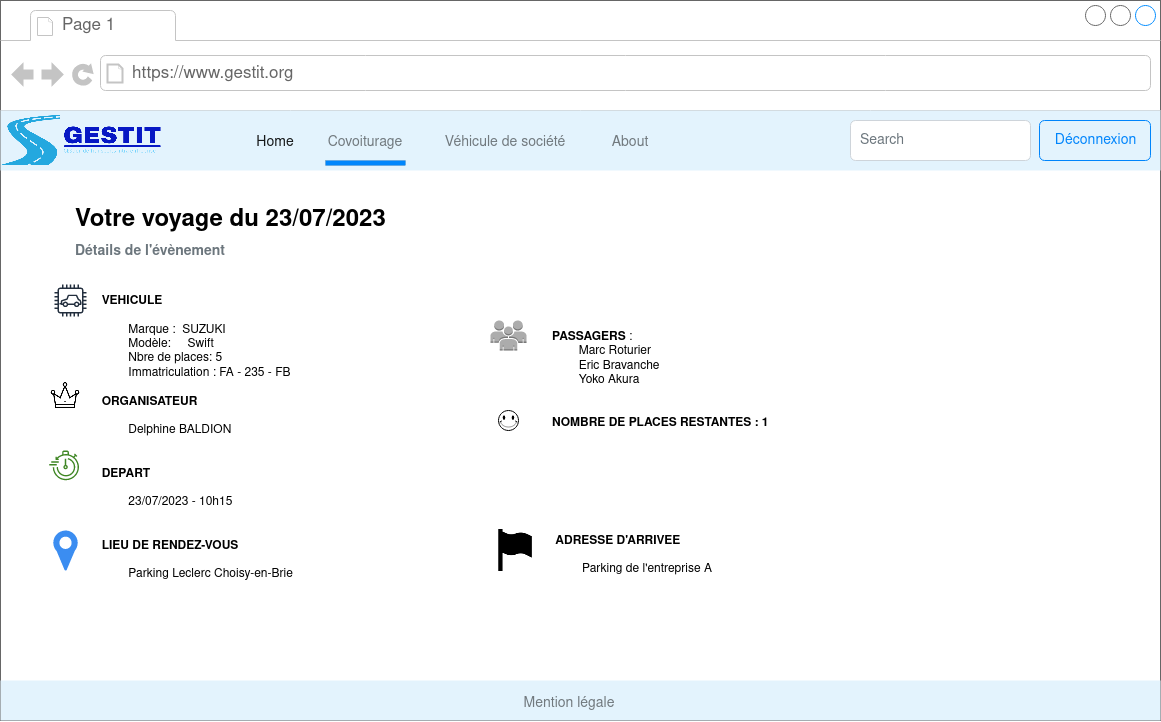 Page 1
https://www.gestit.org
GESTIT
Home
Covoiturage
Véhicule de société
About
Search
Déconnexion
Votre voyage du 23/07/2023
Détails de l'évènement
VEHICULE
Marque : SUZUKI
Modèle: Swift
Nbre de places: 5
Immatriculation : FA - 235 - FB
ORGANISATEUR
Delphine BALDION
DEPART
23/07/2023 - 10h15
LIEU DE RENDEZ-VOUS
Parking Leclerc Choisy-en-Brie
PASSAGERS :
Marc Roturier
Eric Bravanche
Yoko Akura
NOMBRE DE PLACES RESTANTES : 1
ADRESSE D'ARRIVEE
Parking de l'entreprise A
Mention légale